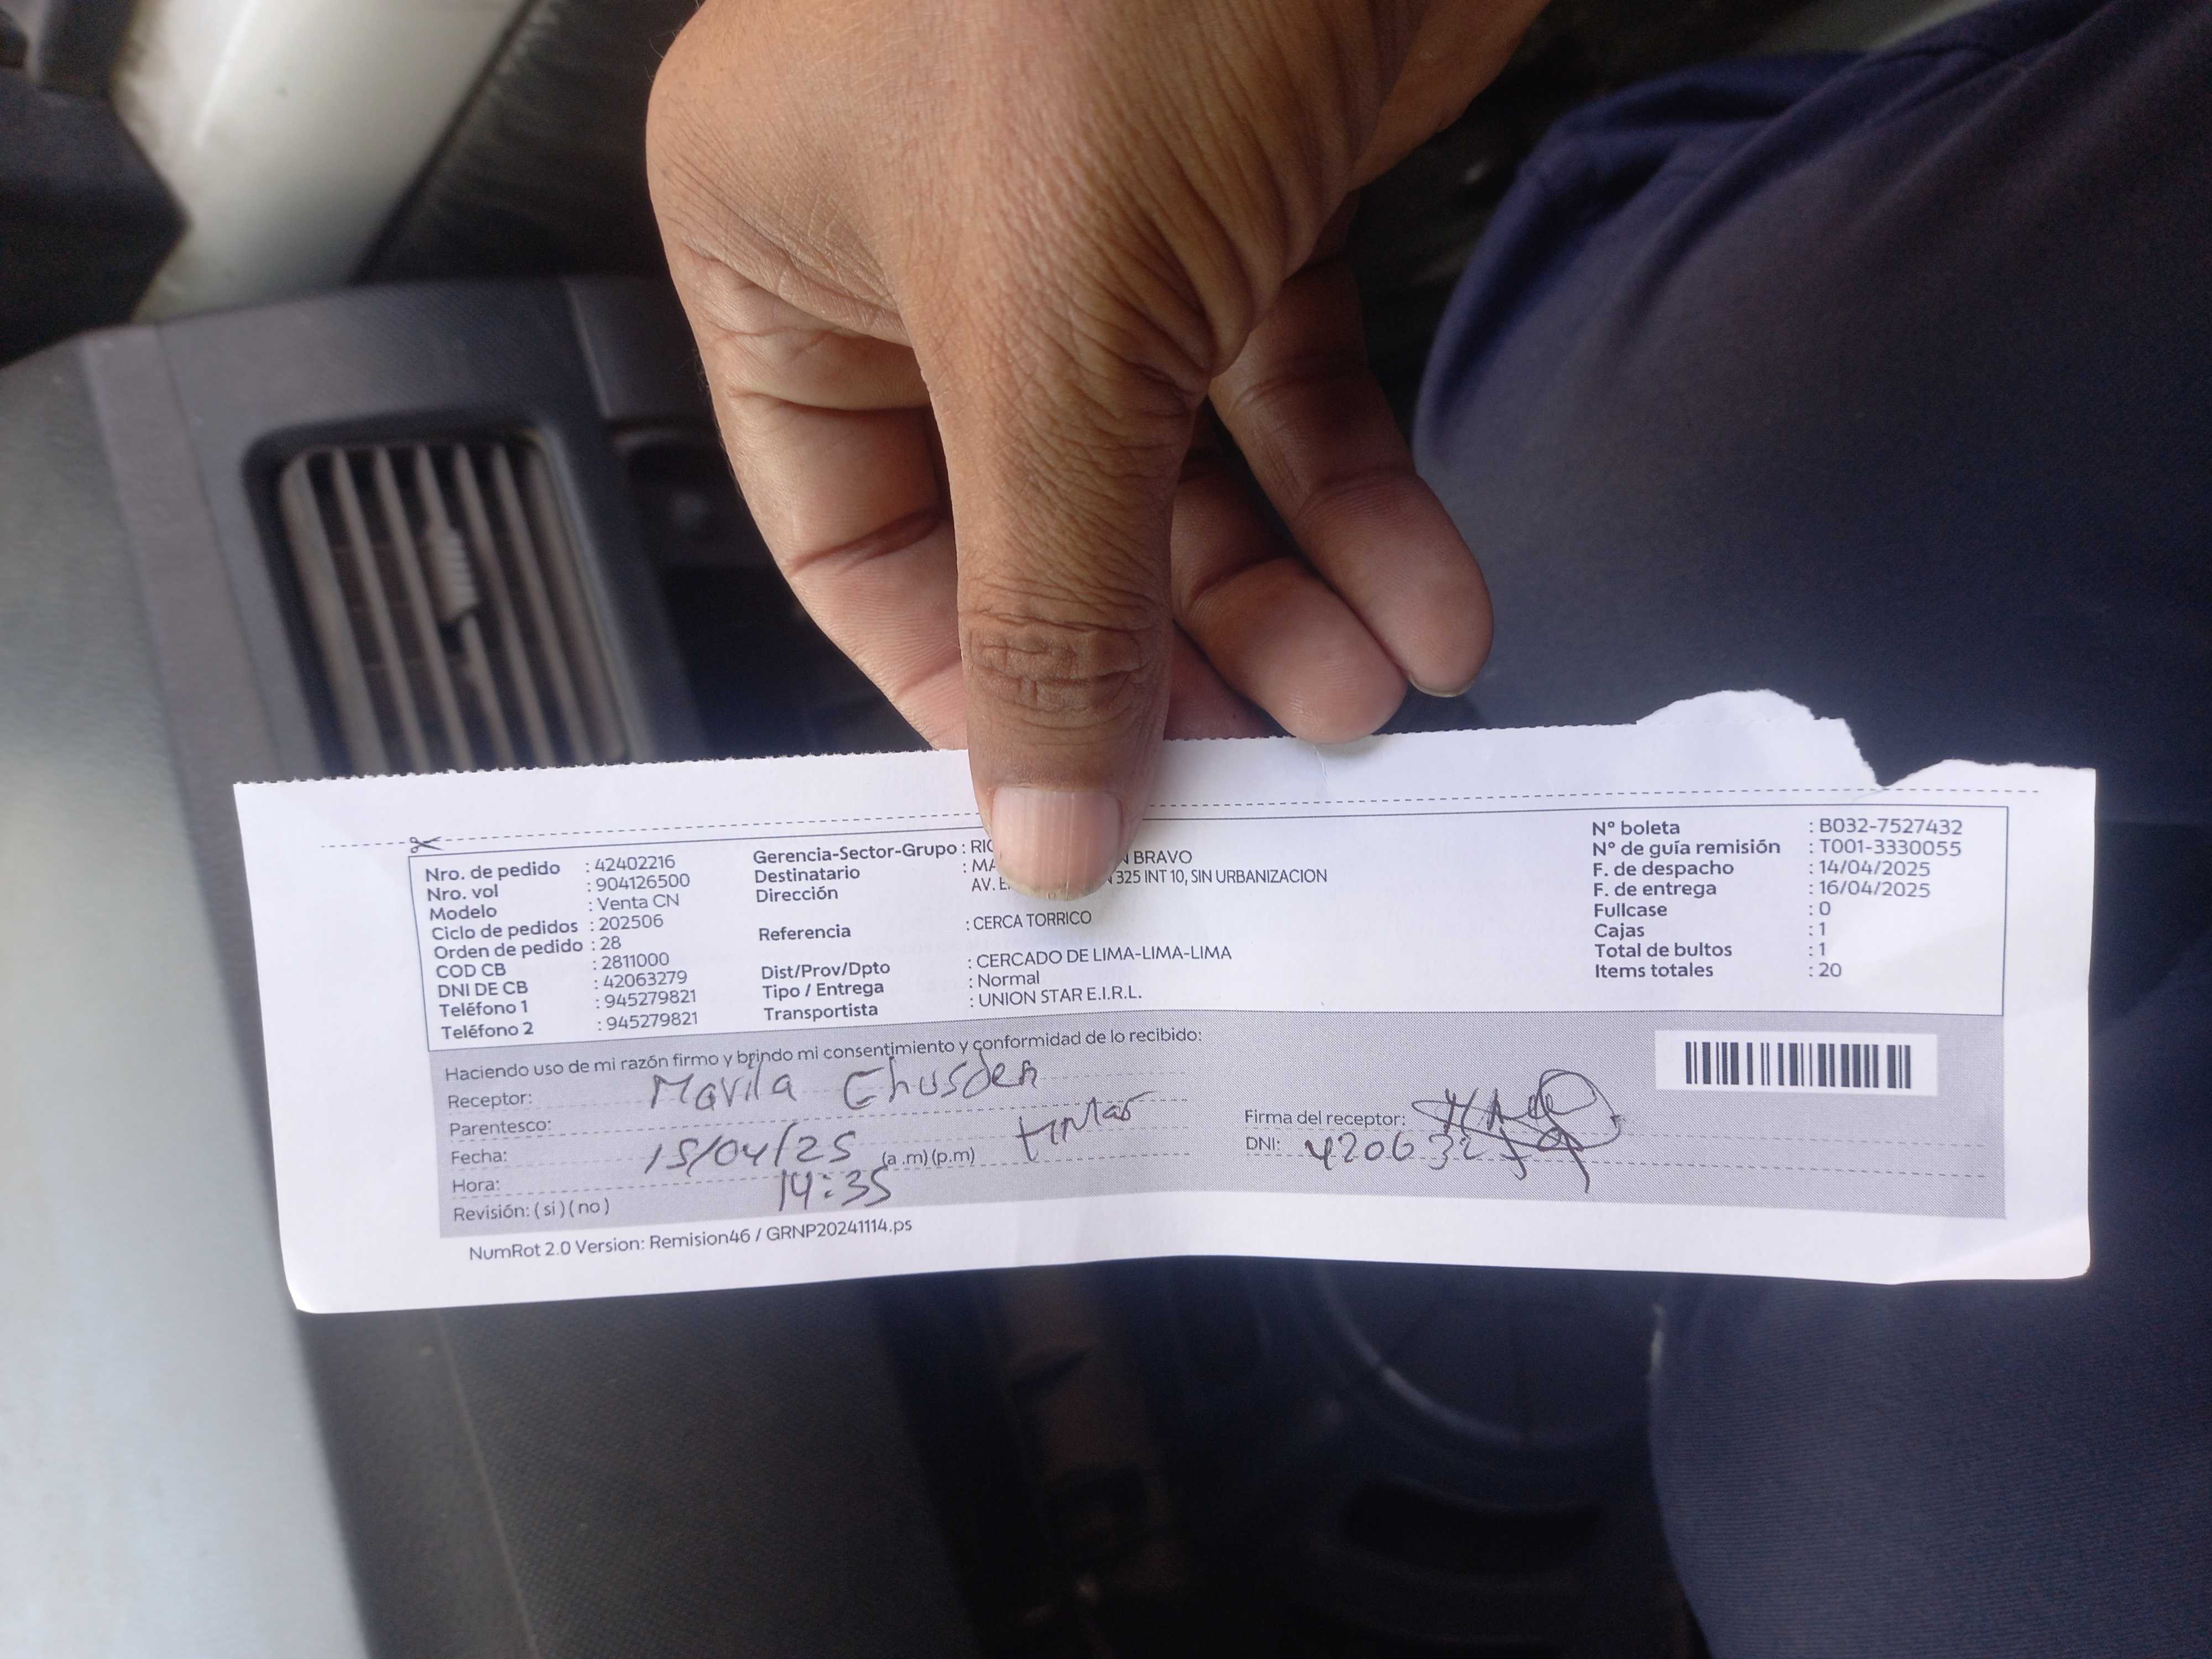 Nro. de pedido : 42402216
Nro. vol : 904126500
Modelo : Venta CN
Ciclo de pedidos : 202506
Orden de pedido : 28
COD CB : 2811000
DNI DE CB : 42063279
Teléfono 1 : 945279821
Teléfono 2 : 945279821
Gerencia-Sector-Grupo :
Destinatario : BRAVO
Dirección AV. 325 INT 10, SIN URBANIZACION
Referencia : CERCA TORRICO
Dist/Prov/Dpto : CERCADO DE LIMA-LIMA-LIMA
Tipo / Entrega : Normal
Transportista : UNION STAR E.I.R.L.
N° boleta : B032-7527432
N° de guía remisión : T001-3330055
F. de despacho : 14/04/2025
F. de entrega : 16/04/2025
Fullcase : 0
Cajas : 1
Total de bultos : 1
Items totales : 20
Haciendo uso de mi razón firmo y brindo mi consentimiento y conformidad de lo recibido:
Receptor: Mavila
Parentesco:
Fecha: 15/04/25 (a.m)(p.m)
Hora: 14:35
Revisión: ( si ) ( no )
Firma del receptor:
DNI: 42063279
NumRot 2.0 Version: Remision46 / GRNP20241114.ps